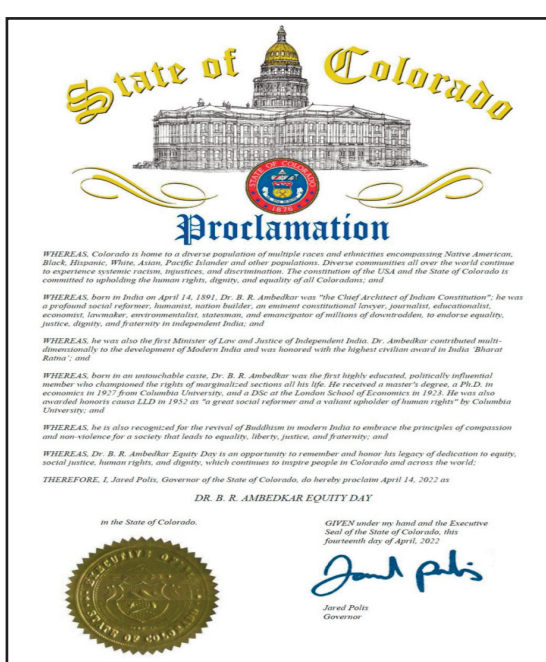 State of Colorado
STATE OF COLORADO
1876
Proclamation
WHEREAS, Colorado is home to a diverse population of multiple races and ethnicities encompassing Native American,
Black, Hispanic, White, Asian, Pacific Islander and other populations. Diverse communities all over the world continue
to experience systemic racism, injustices, and discrimination. The constitution of the USA and the State of Colorado is
committed to upholding the human rights, dignity, and equality of all Coloradans; and
WHEREAS, born in India on April 14, 1891, Dr. B. R. Ambedkar was "the Chief Architect of Indian Constitution"; he was
a profound social reformer, humanist, nation builder, an eminent constitutional lawyer, journalist, educationalist,
economist, lawmaker, environmentalist, statesman, and emancipator of millions of downtrodden, to endorse equality,
justice, dignity, and fraternity in independent India; and
WHEREAS, he was also the first Minister of Law and Justice of Independent India. Dr. Ambedkar contributed multi-
dimensionally to the development of Modern India and was honored with the highest civilian award in India 'Bharat
Ratna'; and
WHEREAS, born in an untouchable caste, Dr. B. R. Ambedkar was the first highly educated, politically influential
member who championed the rights of marginalized sections all his life. He received a master's degree, a Ph.D. in
economics in 1927 from Columbia University, and a DSc at the London School of Economics in 1923. He was also
awarded honoris causa LLD in 1952 as "a great social reformer and a valiant upholder of human rights" by Columbia
University; and
WHEREAS, he is also recognized for the revival of Buddhism in modern India to embrace the principles of compassion
and non-violence for a society that leads to equality, liberty, justice, and fraternity; and
WHEREAS, Dr. B. R. Ambedkar Equity Day is an opportunity to remember and honor his legacy of dedication to equity,
social justice, human rights, and dignity, which continues to inspire people in Colorado and across the world;
THEREFORE, I, Jared Polis, Governor of the State of Colorado, do hereby proclaim April 14, 2022 as
DR. B. R. AMBEDKAR EQUITY DAY
in the State of Colorado.
GIVEN under my hand and the Executive
Seal of the State of Colorado, this
fourteenth day of April, 2022
Jared Polis
Jared Polis
Governor
EXECUTIVE
STATE OF COLORADO